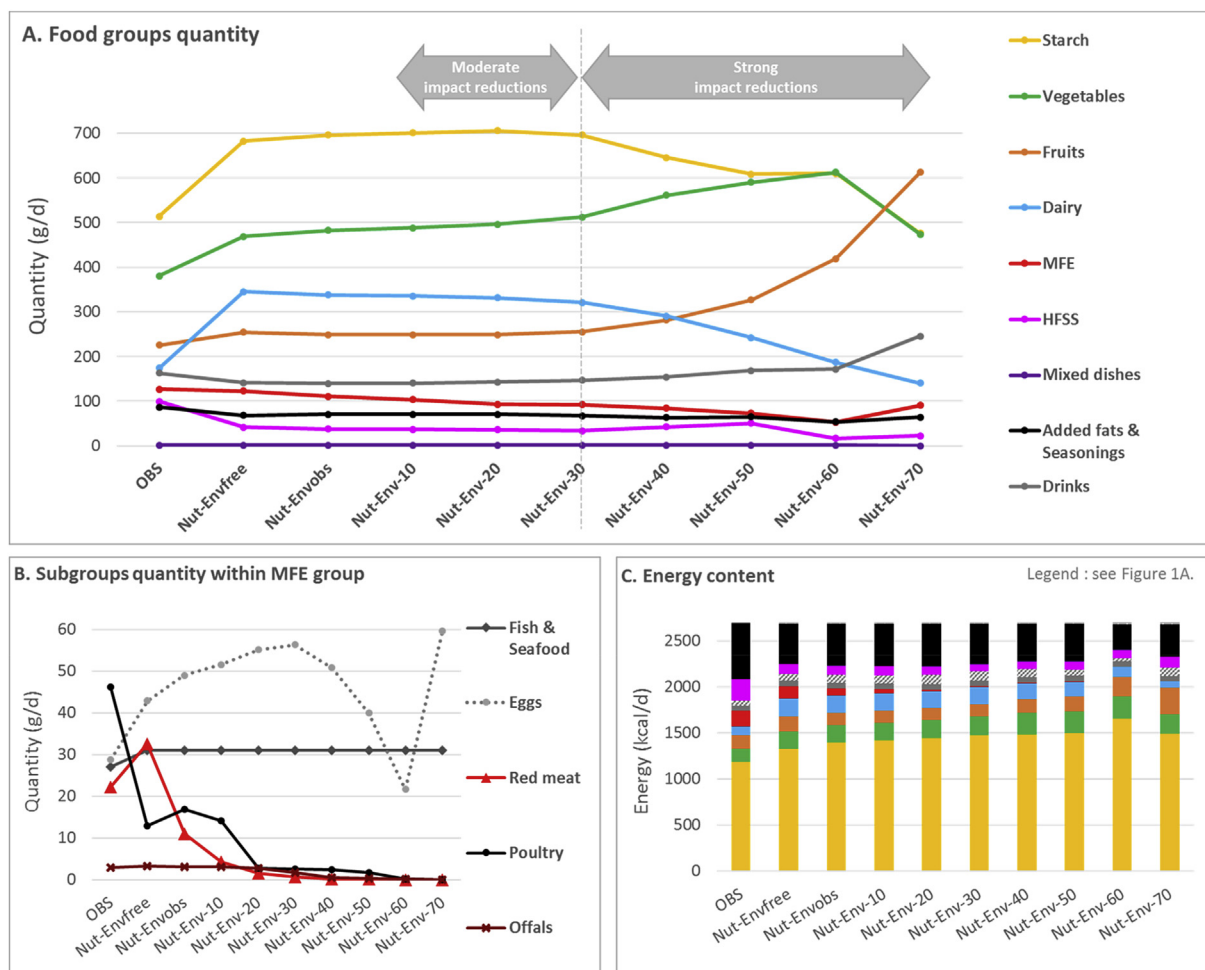 A. Food groups quantity
Moderate
impact reductions
Strong
impact reductions
Quantity (g/d)
700
600
500
400
300
200
100
0
OBS
Nut-Envfree
Nut-Envobs
Nut-Env-10
Nut-Env-20
Nut-Env-30
Nut-Env-40
Nut-Env-50
Nut-Env-60
Nut-Env-70
Starch
Vegetables
Fruits
Dairy
MFE
HFSS
Mixed dishes
Added fats &
Seasonings
Drinks
B. Subgroups quantity within MFE group
Quantity (g/d)
60
50
40
30
20
10
0
OBS
Nut-Envfree
Nut-Envobs
Nut-Env-10
Nut-Env-20
Nut-Env-30
Nut-Env-40
Nut-Env-50
Nut-Env-60
Nut-Env-70
Fish &
Seafood
Eggs
Red meat
Poultry
Offals
C. Energy content
Legend : see Figure 1A.
Energy (kcal/d)
2500
2000
1500
1000
500
0
OBS
Nut-Envfree
Nut-Envobs
Nut-Env-10
Nut-Env-20
Nut-Env-30
Nut-Env-40
Nut-Env-50
Nut-Env-60
Nut-Env-70